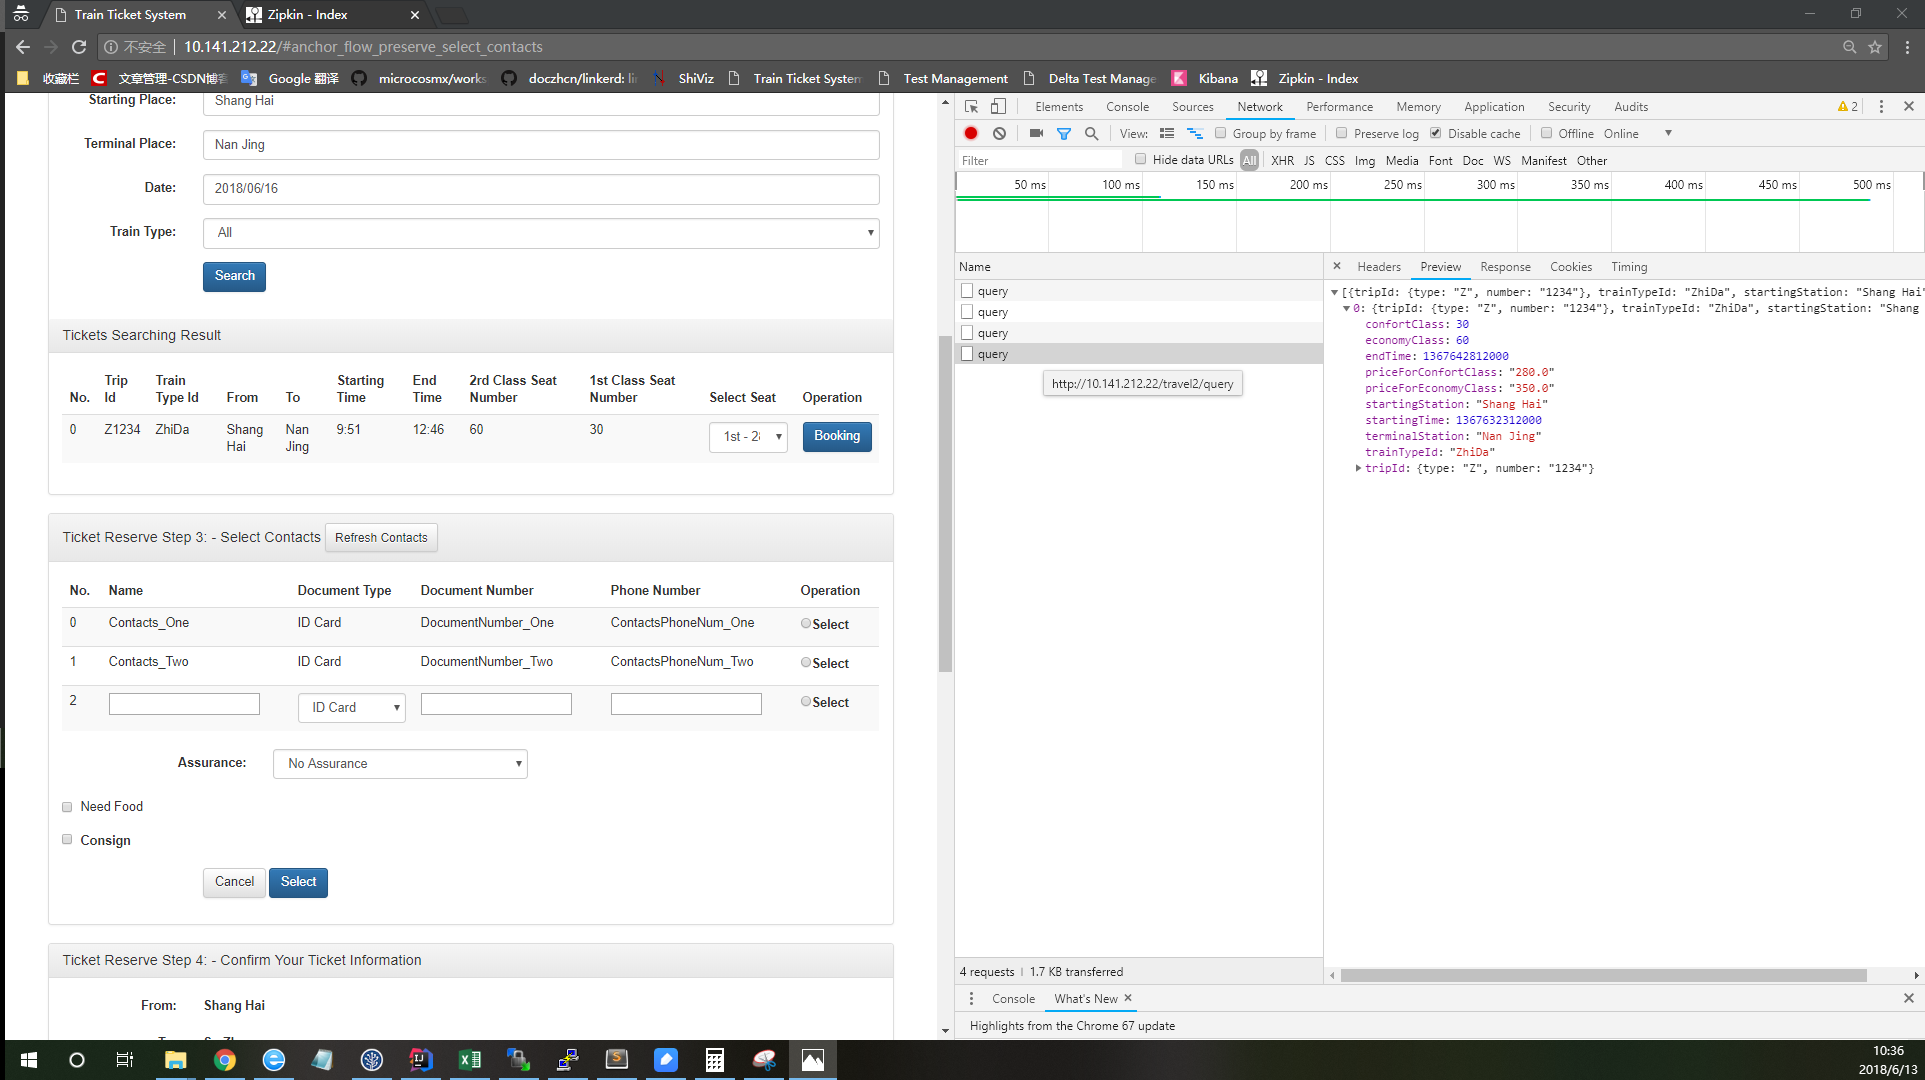 Train Ticket System
Zipkin - Index
不安全 | 10.141.212.22/#anchor_flow_preserve_select_contacts
收藏栏
文章管理-CSDN博客
Google 翻译
microcosmx/works
doczhcn/linkerd: lin
ShiViz
Train Ticket System
Test Management
Delta Test Manage
Kibana
Zipkin - Index
Starting Place: Shang Hai
Terminal Place: Nan Jing
Date: 2018/06/16
Train Type: All
Search
Tickets Searching Result
No. Trip Id Train Type Id From To Starting Time End Time 2rd Class Seat Number 1st Class Seat Number Select Seat Operation
0 Z1234 ZhiDa Shang Hai Nan Jing 9:51 12:46 60 30 1st - 28 Booking
Ticket Reserve Step 3: - Select Contacts Refresh Contacts
No. Name Document Type Document Number Phone Number Operation
0 Contacts_One ID Card DocumentNumber_One ContactsPhoneNum_One Select
1 Contacts_Two ID Card DocumentNumber_Two ContactsPhoneNum_Two Select
2 ID Card Select
Assurance: No Assurance
Need Food
Consign
Cancel Select
Ticket Reserve Step 4: - Confirm Your Ticket Information
From: Shang Hai
Elements Console Sources Network Performance Memory Application Security Audits 2
View: Group by frame Preserve log Disable cache Offline Online
Filter Hide data URLs All XHR JS CSS Img Media Font Doc WS Manifest Other
50 ms 100 ms 150 ms 200 ms 250 ms 300 ms 350 ms 400 ms 450 ms 500 ms
Name
query
query
query
query
http://10.141.212.22/travel2/query
Headers Preview Response Cookies Timing
[{tripId: {type: "Z", number: "1234"}, trainTypeId: "ZhiDa", startingStation: "Shang Hai"
0: {tripId: {type: "Z", number: "1234"}, trainTypeId: "ZhiDa", startingStation: "Shang
confortClass: 30
economyClass: 60
endTime: 1367642812000
priceForConfortClass: "280.0"
priceForEconomyClass: "350.0"
startingStation: "Shang Hai"
startingTime: 1367632312000
terminalStation: "Nan Jing"
trainTypeId: "ZhiDa"
tripId: {type: "Z", number: "1234"}
4 requests | 1.7 KB transferred
Console What's New
Highlights from the Chrome 67 update
10:36
2018/6/13